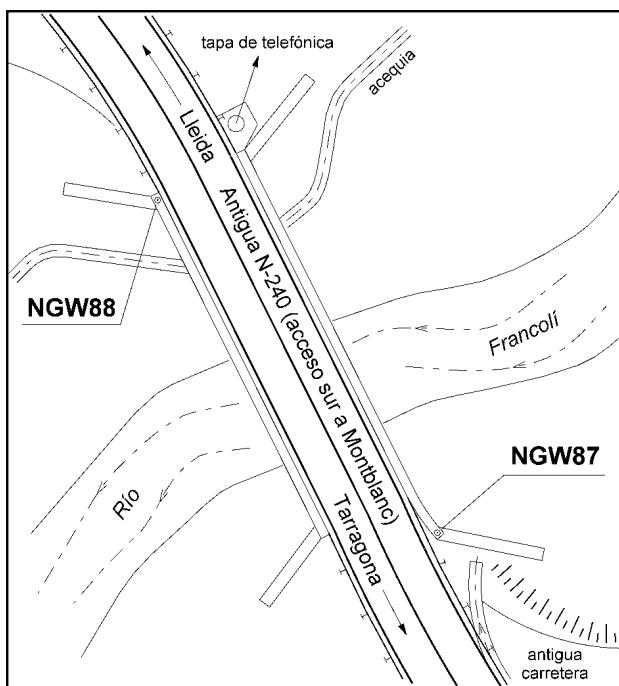 tapa de telefónica
acequia
Lleida
Antigua N-240 (acceso sur a Montblanc)
NGW88
Francolí
NGW87
Río
Tarragona
antigua
carretera